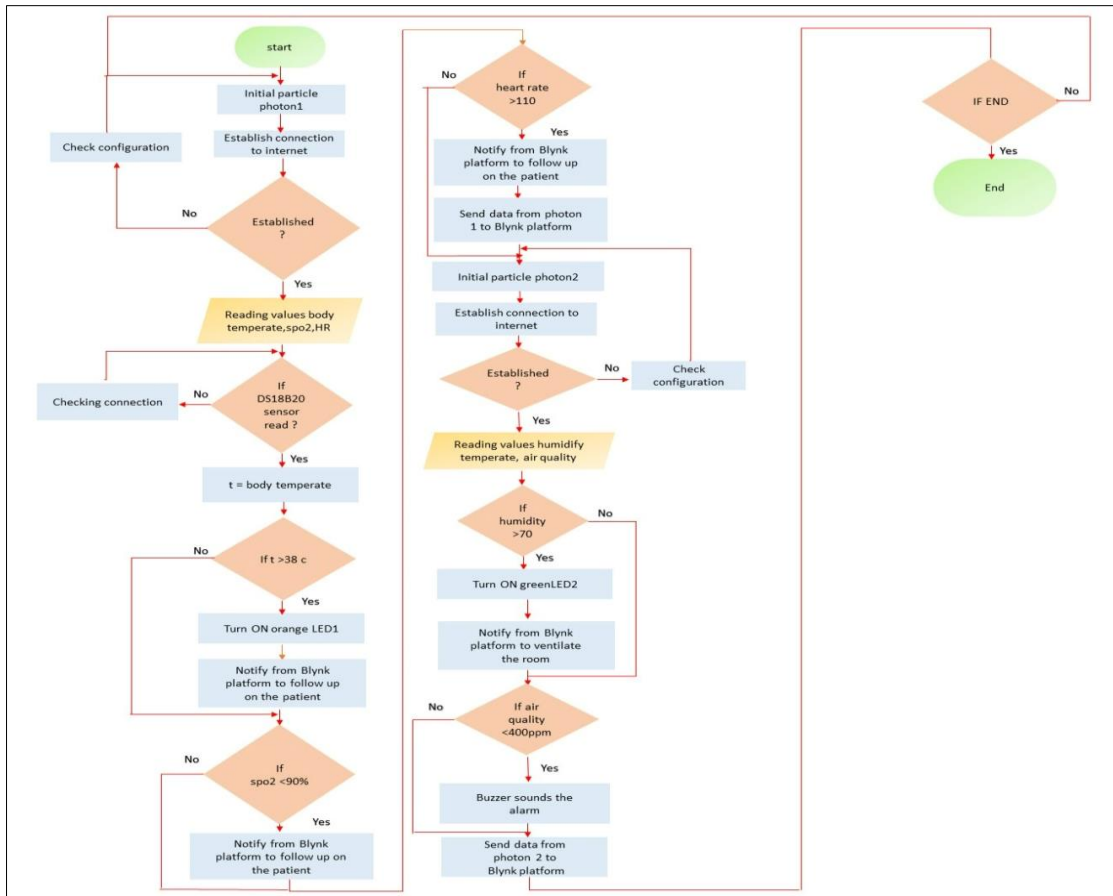 start
Initial particle
photon1
Establish connection
to internet
Check configuration
No
Established
?
Yes
Reading values body
temperate,spo2,HR
If
DS18B20
sensor
read ?
No
Checking connection
Yes
t = body temperate
If t >38 c
No
Yes
Turn ON orange LED1
Notify from Blynk
platform to follow up
on the patient
If
spo2 <90%
No
Yes
Notify from Blynk
platform to follow up on
the patient
If
heart rate
>110
No
Yes
Notify from Blynk
platform to follow up
on the patient
Send data from photon
1 to Blynk platform
Initial particle photon2
Establish connection to
internet
Established
?
No
Check
configuration
Yes
Reading values humidify
temperate, air quality
If
humidity
>70
No
Yes
Turn ON greenLED2
Notify from Blynk
platform to ventilate
the room
If air
quality
<400ppm
No
Yes
Buzzer sounds the
alarm
Send data from
photon 2 to
Blynk platform
IF END
No
Yes
End